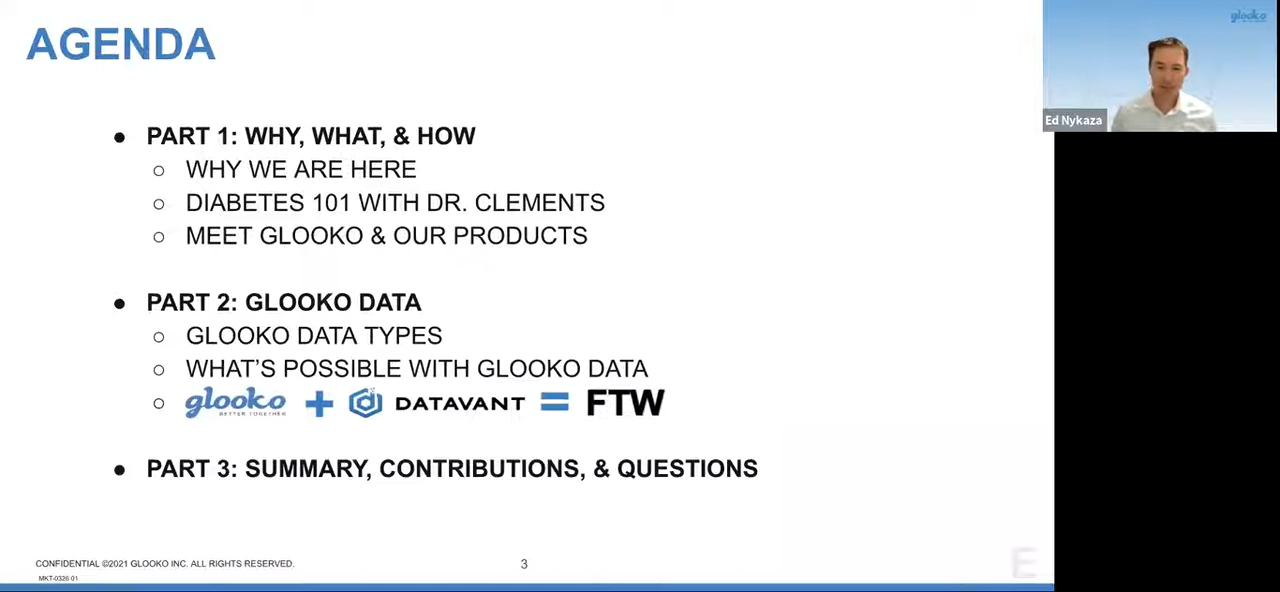 AGENDA
glooko
Ed Nykaza
● PART 1: WHY, WHAT, & HOW
○ WHY WE ARE HERE
○ DIABETES 101 WITH DR. CLEMENTS
○ MEET GLOOKO & OUR PRODUCTS
● PART 2: GLOOKO DATA
○ GLOOKO DATA TYPES
○ WHAT'S POSSIBLE WITH GLOOKO DATA
○ glooko BETTER TOGETHER + DATAVANT = FTW
● PART 3: SUMMARY, CONTRIBUTIONS, & QUESTIONS
CONFIDENTIAL ©2021 GLOOKO INC. ALL RIGHTS RESERVED.
3
E
MKT-0326 01